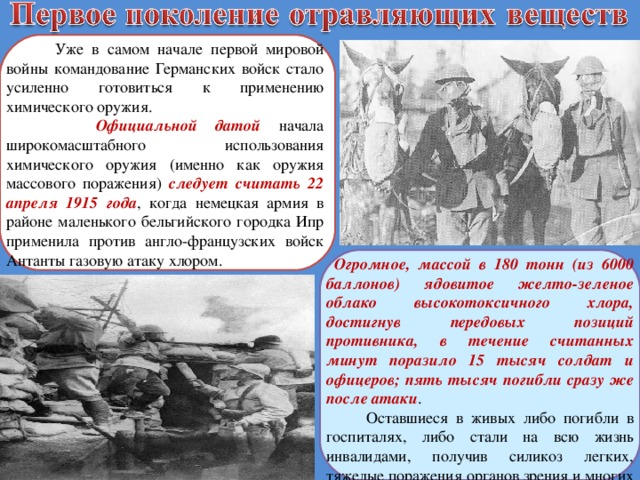 Первое поколение отравляющих веществ
Уже в самом начале первой мировой
войны командование Германских войск стало
усиленно готовиться к применению
химического оружия.
Официальной датой начала
широкомасштабного использования
химического оружия (именно как оружия
массового поражения) следует считать 22
апреля 1915 года, когда немецкая армия в
районе маленького бельгийского городка Ипр
применила против англо-французских войск
Антанты газовую атаку хлором.
Огромное, массой в 180 тонн (из 6000
баллонов) ядовитое желто-зеленое
облако высокотоксичного хлора,
достигнув передовых позиций
противника, в течение считанных
минут поразило 15 тысяч солдат и
офицеров; пять тысяч погибли сразу же
после атаки.
Оставшиеся в живых либо погибли в
госпиталях, либо стали на всю жизнь
инвалидами, получив силикоз легких,
тяжелые поражения органов зрения и многих